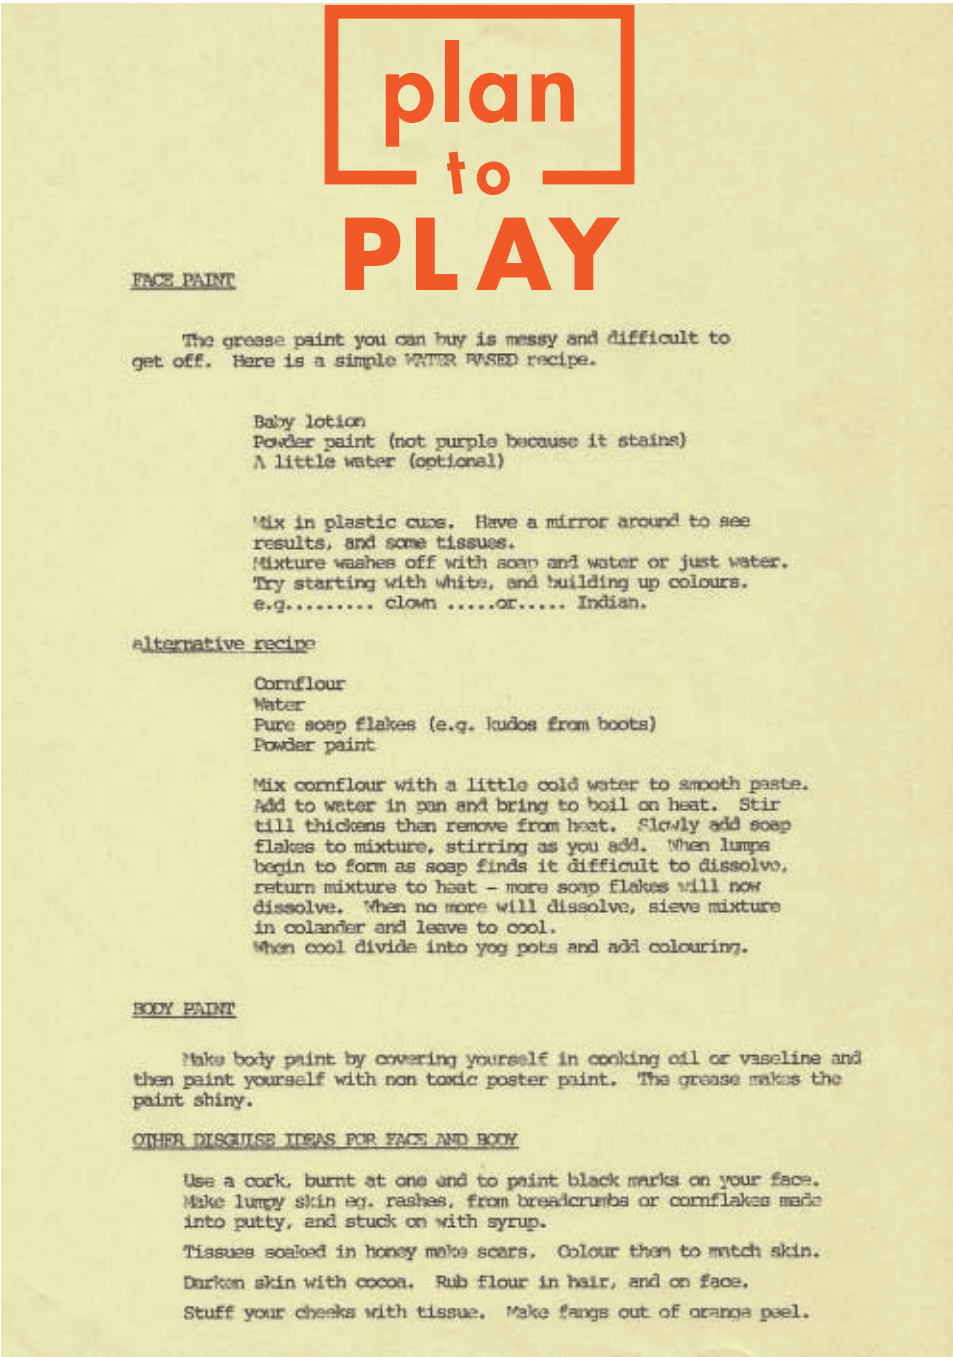 plan
to
PLAY
FACE PAINT
The grease paint you can buy is messy and difficult to
get off. Here is a simple WATER BASED recipe.
Baby lotion
Powder paint (not purple because it stains)
A little water (optional)
Mix in plastic cups. Have a mirror around to see
results, and some tissues.
Mixture washes off with soap and water or just water.
Try starting with white, and building up colours.
e.g......... clown .....or..... Indian.
alternative recipe
Cornflour
Water
Pure soap flakes (e.g. kudos from boots)
Powder paint
Mix cornflour with a little cold water to smooth paste.
Add to water in pan and bring to boil on heat. Stir
till thickens then remove from heat. Slowly add soap
flakes to mixture, stirring as you add. When lumps
begin to form as soap finds it difficult to dissolve,
return mixture to heat - more soap flakes will now
dissolve. When no more will dissolve, sieve mixture
in colander and leave to cool.
When cool divide into yog pots and add colouring.
BODY PAINT
Make body paint by covering yourself in cooking oil or vaseline and
then paint yourself with non toxic poster paint. The grease makes the
paint shiny.
OTHER DISGUISE IDEAS FOR FACE AND BODY
Use a cork, burnt at one end to paint black marks on your face.
Make lumpy skin eg. rashes, from breadcrumbs or cornflakes made
into putty, and stuck on with syrup.
Tissues soaked in honey make scars. Colour them to match skin.
Darken skin with cocoa. Rub flour in hair, and on face.
Stuff your cheeks with tissue. Make fangs out of orange peel.